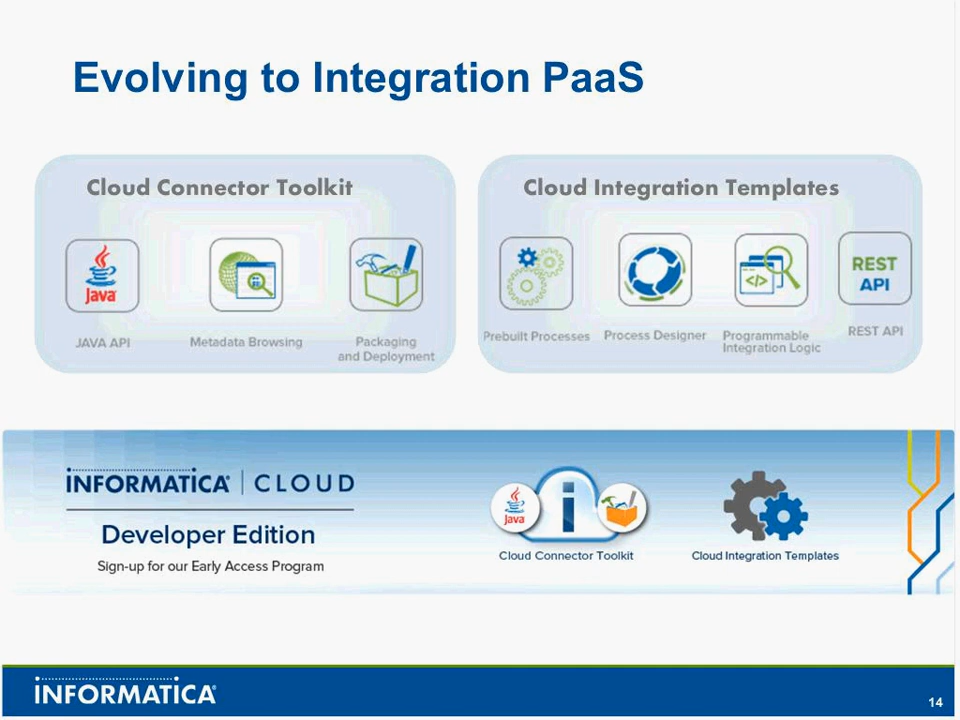 Evolving to Integration PaaS
Cloud Connector Toolkit
Java
JAVA API
Metadata Browsing
Packaging
and Deployment
Cloud Integration Templates
</>
REST
API
Prebuilt Processes
Process Designer
Programmable
Integration Logic
REST API
INFORMATICA® | CLOUD
Developer Edition
Sign-up for our Early Access Program
Java
i
Cloud Connector Toolkit
Cloud Integration Templates
INFORMATICA®
14